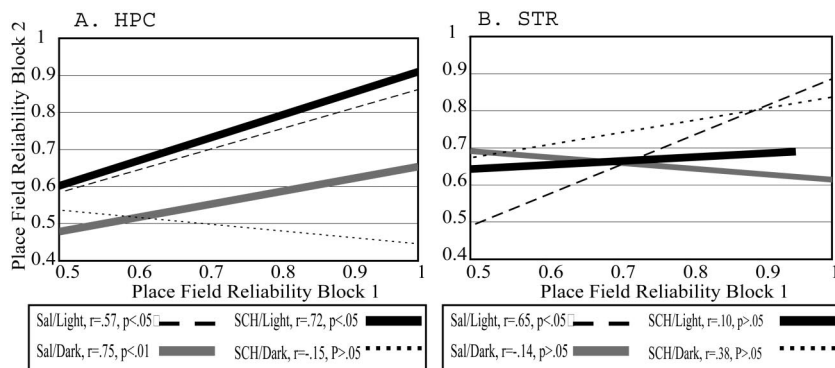 A. HPC
B. STR
Place Field Reliability Block 2
1
0.9
0.8
0.7
0.6
0.5
0.4
0.5 0.6 0.7 0.8 0.9 1
Place Field Reliability Block 1
1
0.9
0.8
0.7
0.6
0.5
0.4
0.5 0.6 0.7 0.8 0.9 1
Place Field Reliability Block 1
Sal/Light, r=.57, p<.05 SCH/Light, r=.72, p<.05
Sal/Dark, r=.75, p<.01 SCH/Dark, r=-.15, P>.05
Sal/Light, r=.65, p<.05 SCH/Light, r=.10, p>.05
Sal/Dark, r=-.14, p>.05 SCH/Dark, r=.38, P>.05